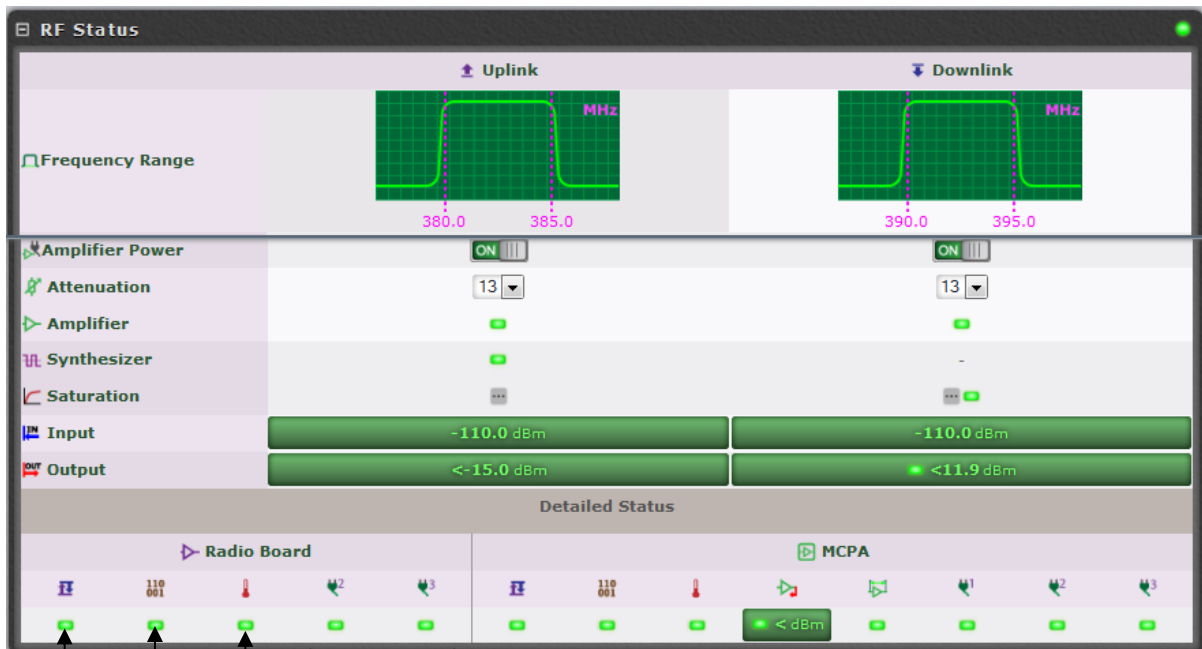 RF Status
Uplink Downlink
Frequency Range MHz MHz
380.0 385.0 390.0 395.0
Amplifier Power ON ON
Attenuation 13 13
Amplifier
Synthesizer -
Saturation ... ...
Input -110.0 dBm -110.0 dBm
Output <-15.0 dBm <11.9 dBm
Detailed Status
Radio Board MCPA
110 001 2 3 110 001 1 2 3
< dBm